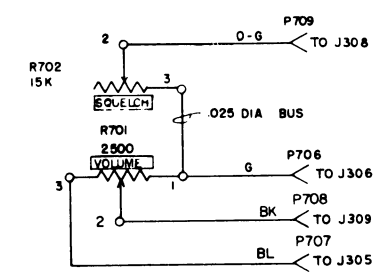 P709
2 O-G TO J308
R702
15K
3
SQUELCH
.025 DIA BUS
R701
2500
VOLUME
P706
3 1 G TO J306
P708
2 BK TO J309
P707
BL TO J305